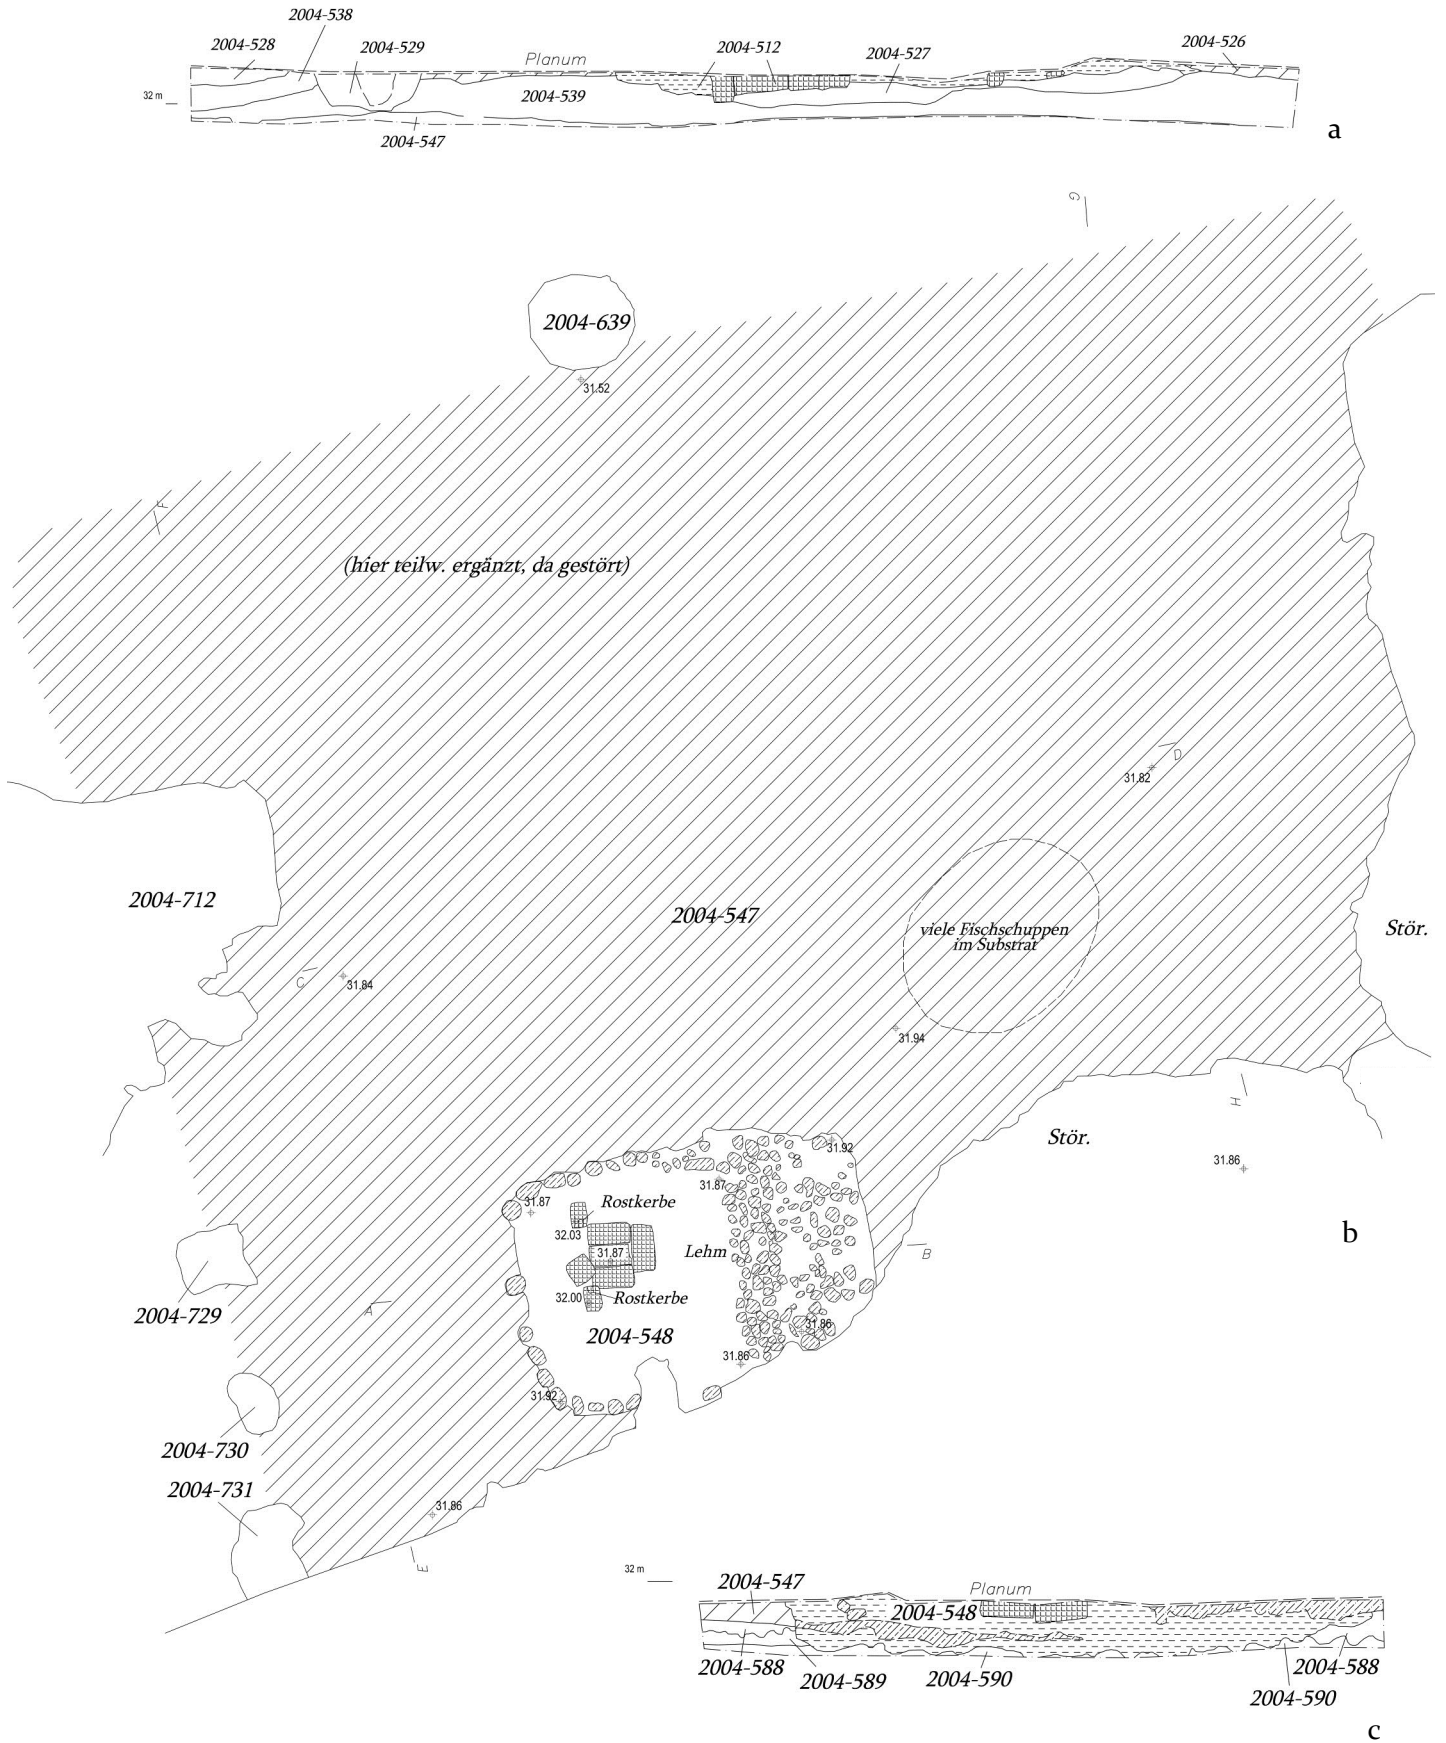 2004-538
2004-528
2004-529
Planum
2004-512
2004-527
2004-526
32 m
2004-539
2004-547
a
G
2004-639
31.52
F
(hier teilw. ergänzt, da gestört)
D
31.82
2004-712
2004-547
viele Fischschuppen
im Substrat
Stör.
C
31.84
31.94
H
Stör.
31.92
31.86
31.87
31.87
Rostkerbe
32.03
b
31.87
Lehm
B
32.00
Rostkerbe
A
2004-729
31.86
2004-548
31.86
31.92
2004-730
2004-731
31.86
E
32 m
2004-547
Planum
2004-548
2004-588
2004-589
2004-590
2004-588
2004-590
c